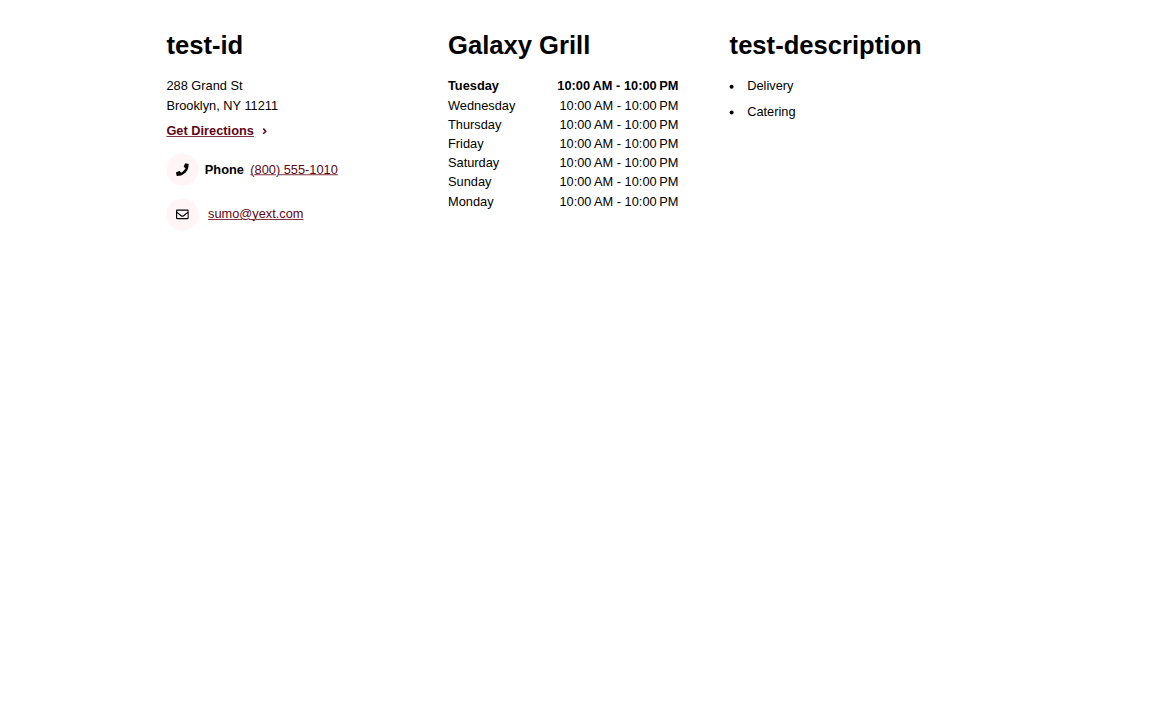 test-id
288 Grand St
Brooklyn, NY 11211
Get Directions
Phone (800) 555-1010
sumo@yext.com
Galaxy Grill
Tuesday 10:00 AM - 10:00 PM
Wednesday 10:00 AM - 10:00 PM
Thursday 10:00 AM - 10:00 PM
Friday 10:00 AM - 10:00 PM
Saturday 10:00 AM - 10:00 PM
Sunday 10:00 AM - 10:00 PM
Monday 10:00 AM - 10:00 PM
test-description
• Delivery
• Catering